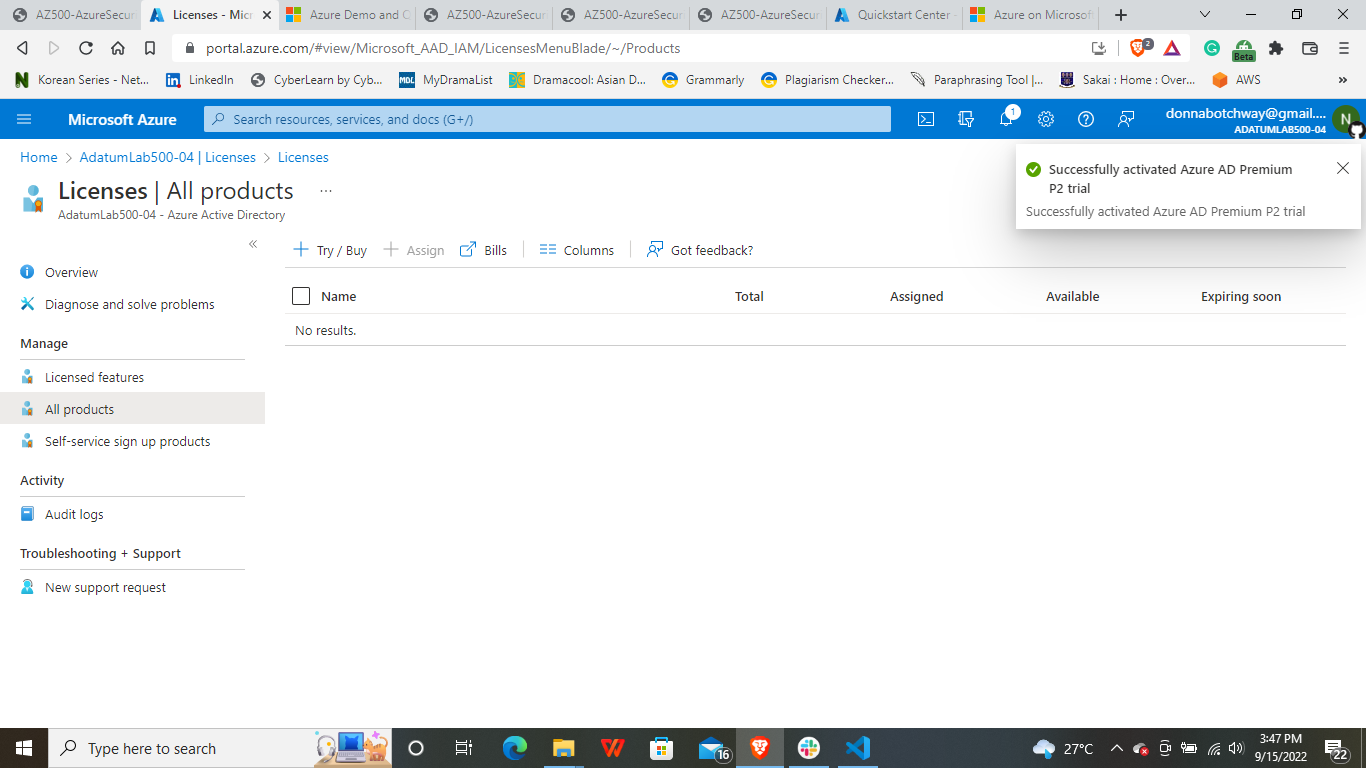 AZ500-AzureSecur
Licenses - Micr
Azure Demo and C
AZ500-AzureSecur
AZ500-AzureSecur
AZ500-AzureSecur
Quickstart Center -
Azure on Microsoft
portal.azure.com/#view/Microsoft_AAD_IAM/LicensesMenuBlade/~/Products
2
Beta
Korean Series - Net...
LinkedIn
CyberLearn by Cyb...
MDL MyDramaList
Dramacool: Asian D...
Grammarly
Plagiarism Checker...
Paraphrasing Tool |...
Sakai : Home : Over...
AWS
»
Microsoft Azure
Search resources, services, and docs (G+/)
1
donnabotchway@gmail....
ADATUMLAB500-04
N
Home > AdatumLab500-04 | Licenses > Licenses
Licenses | All products ...
AdatumLab500-04 - Azure Active Directory
Successfully activated Azure AD Premium
P2 trial
Successfully activated Azure AD Premium P2 trial
«
Try / Buy
Assign
Bills
Columns
Got feedback?
Overview
Diagnose and solve problems
Manage
Licensed features
All products
Self-service sign up products
Activity
Audit logs
Troubleshooting + Support
New support request
Name Total Assigned Available Expiring soon
No results.
Type here to search
16
27°C
3:47 PM
9/15/2022
22